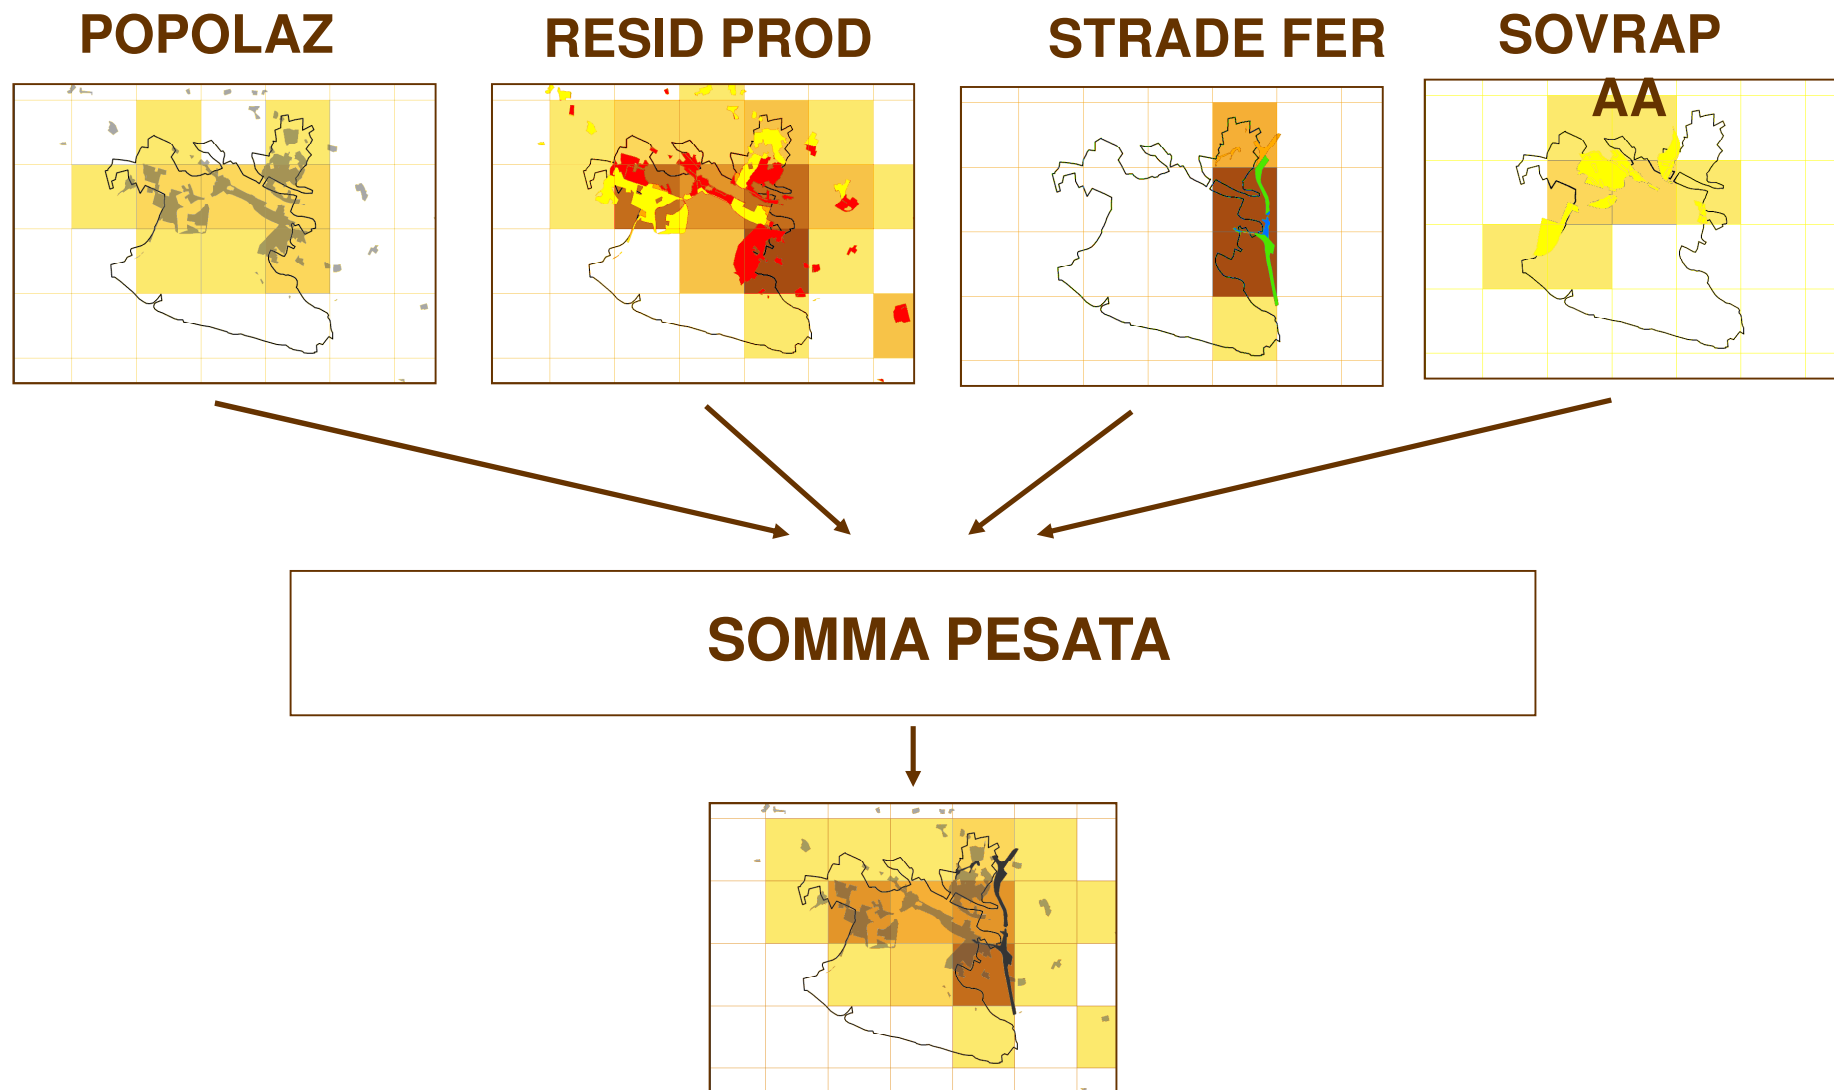 POPOLAZ
RESID PROD
STRADE FER
SOVRAP
AA
SOMMA PESATA